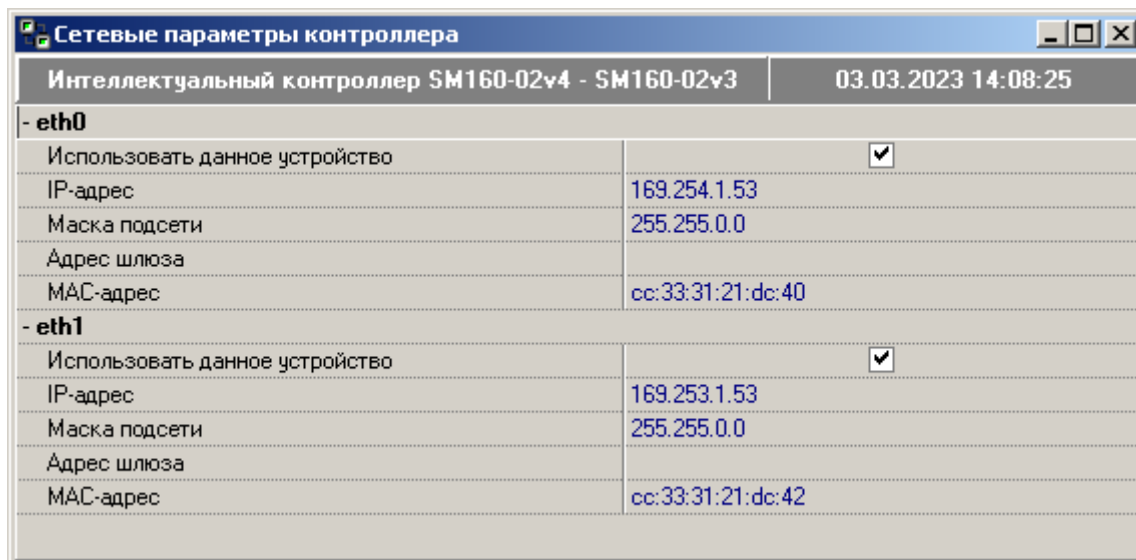 Сетевые параметры контроллера
Интеллектуальный контроллер SM160-02v4 - SM160-02v3 03.03.2023 14:08:25
- eth0
Использовать данное устройство
IP-адрес 169.254.1.53
Маска подсети 255.255.0.0
Адрес шлюза
MAC-адрес cc:33:31:21:dc:40
- eth1
Использовать данное устройство
IP-адрес 169.253.1.53
Маска подсети 255.255.0.0
Адрес шлюза
MAC-адрес cc:33:31:21:dc:42